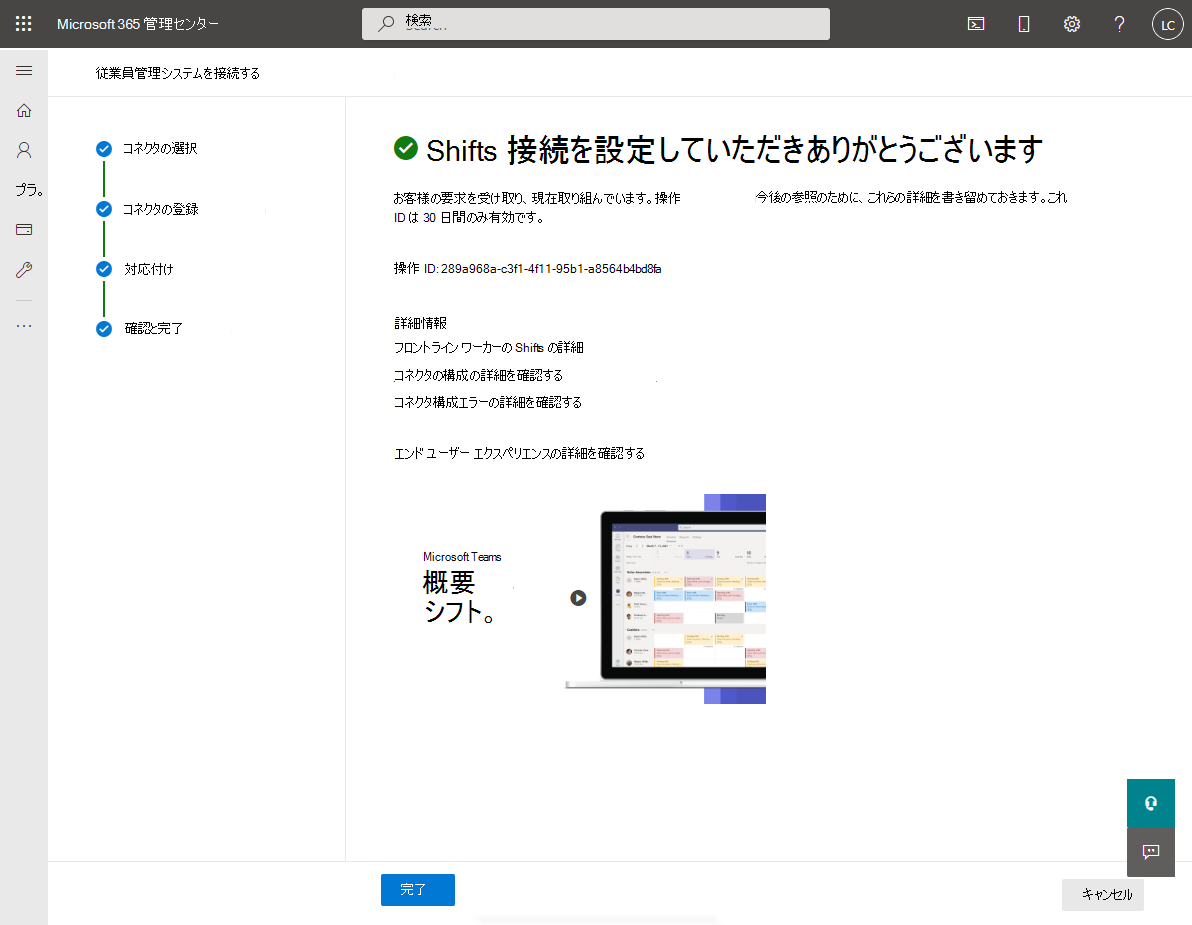 Microsoft 365 管理センター
検索
LC
従業員管理システムを接続する
プラ。
コネクタの選択
コネクタの登録
対応付け
確認と完了
Shifts 接続を設定していただきありがとうございます
お客様の要求を受け取り、現在取り組んでいます。操作 今後の参照のために、これらの詳細を書き留めておきます。これ
ID は 30 日間のみ有効です。
操作 ID: 289a968a-c3f1-4f11-95b1-a8564b4bd8fa
詳細情報
フロントライン ワーカーの Shifts の詳細
コネクタの構成の詳細を確認する
コネクタ構成エラーの詳細を確認する
エンド ユーザー エクスペリエンスの詳細を確認する
Microsoft Teams
概要
シフト。
完了
キャンセル